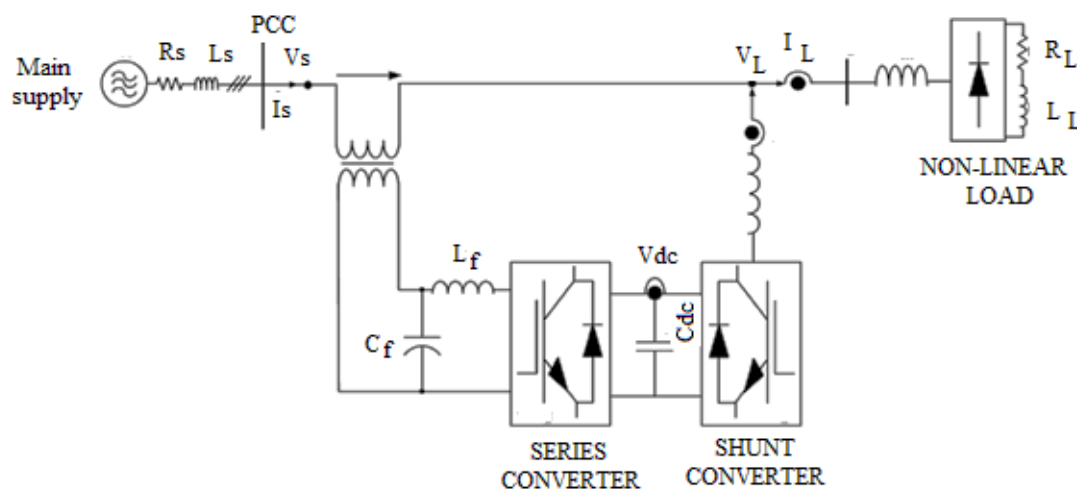 PCC
Main
supply
Rs
Ls
Vs
Is
VL
IL
RL
LL
NON-LINEAR
LOAD
Lf
Cf
Vdc
Cdc
SERIES
CONVERTER
SHUNT
CONVERTER